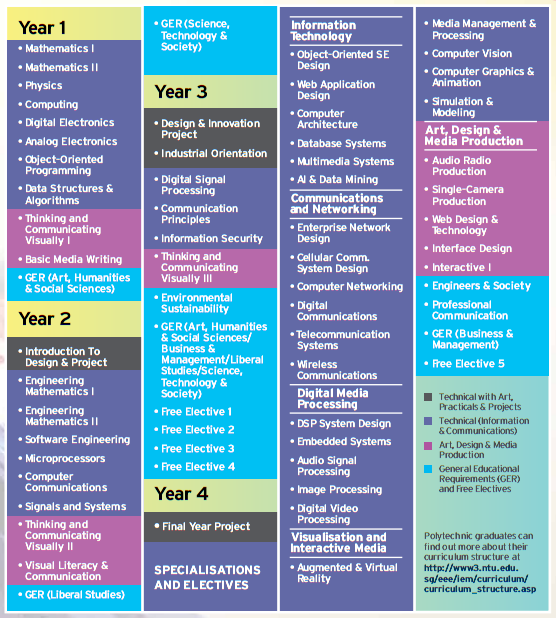 Year 1
• Mathematics I
• Mathematics II
• Physics
• Computing
• Digital Electronics
• Analog Electronics
• Object-Oriented
Programming
• Data Structures &
Algorithms
• Thinking and
Communicating
Visually I
• Basic Media Writing
• GER (Art, Humanities
& Social Sciences)
Year 2
• Introduction To
Design & Project
• Engineering
Mathematics I
• Engineering
Mathematics II
• Software Engineering
• Microprocessors
• Computer
Communications
• Signals and Systems
• Thinking and
Communicating
Visually II
• Visual Literacy &
Communication
• GER (Liberal Studies)
• GER (Science,
Technology &
Society)
Year 3
• Design & Innovation
Project
• Industrial Orientation
• Digital Signal
Processing
• Communication
Principles
• Information Security
• Thinking and
Communicating
Visually III
• Environmental
Sustainability
• GER (Art, Humanities
& Social Sciences/
Business &
Management/Liberal
Studies/Science,
Technology &
Society)
• Free Elective 1
• Free Elective 2
• Free Elective 3
• Free Elective 4
Year 4
• Final Year Project
SPECIALISATIONS
AND ELECTIVES
Information
Technology
• Object-Oriented SE
Design
• Web Application
Design
• Computer
Architecture
• Database Systems
• Multimedia Systems
• AI & Data Mining
Communications
and Networking
• Enterprise Network
Design
• Cellular Comm.
System Design
• Computer Networking
• Digital
Communications
• Telecommunication
Systems
• Wireless
Communications
Digital Media
Processing
• DSP System Design
• Embedded Systems
• Audio Signal
Processing
• Image Processing
• Digital Video
Processing
Visualisation and
Interactive Media
• Augmented & Virtual
Reality
• Media Management &
Processing
• Computer Vision
• Computer Graphics &
Animation
• Simulation &
Modeling
Art, Design &
Media Production
• Audio Radio
Production
• Single-Camera
Production
• Web Design &
Technology
• Interface Design
• Interactive I
• Engineers & Society
• Professional
Communication
• GER (Business &
Management)
• Free Elective 5
Technical with Art,
Practicals & Projects
Technical (Information
& Communications)
Art, Design & Media
Production
General Educational
Requirements (GER)
and Free Electives
Polytechnic graduates can
find out more about their
curriculum structure at
http://www3.ntu.edu.
sg/eee/iem/curriculum/
curriculum_structure.asp